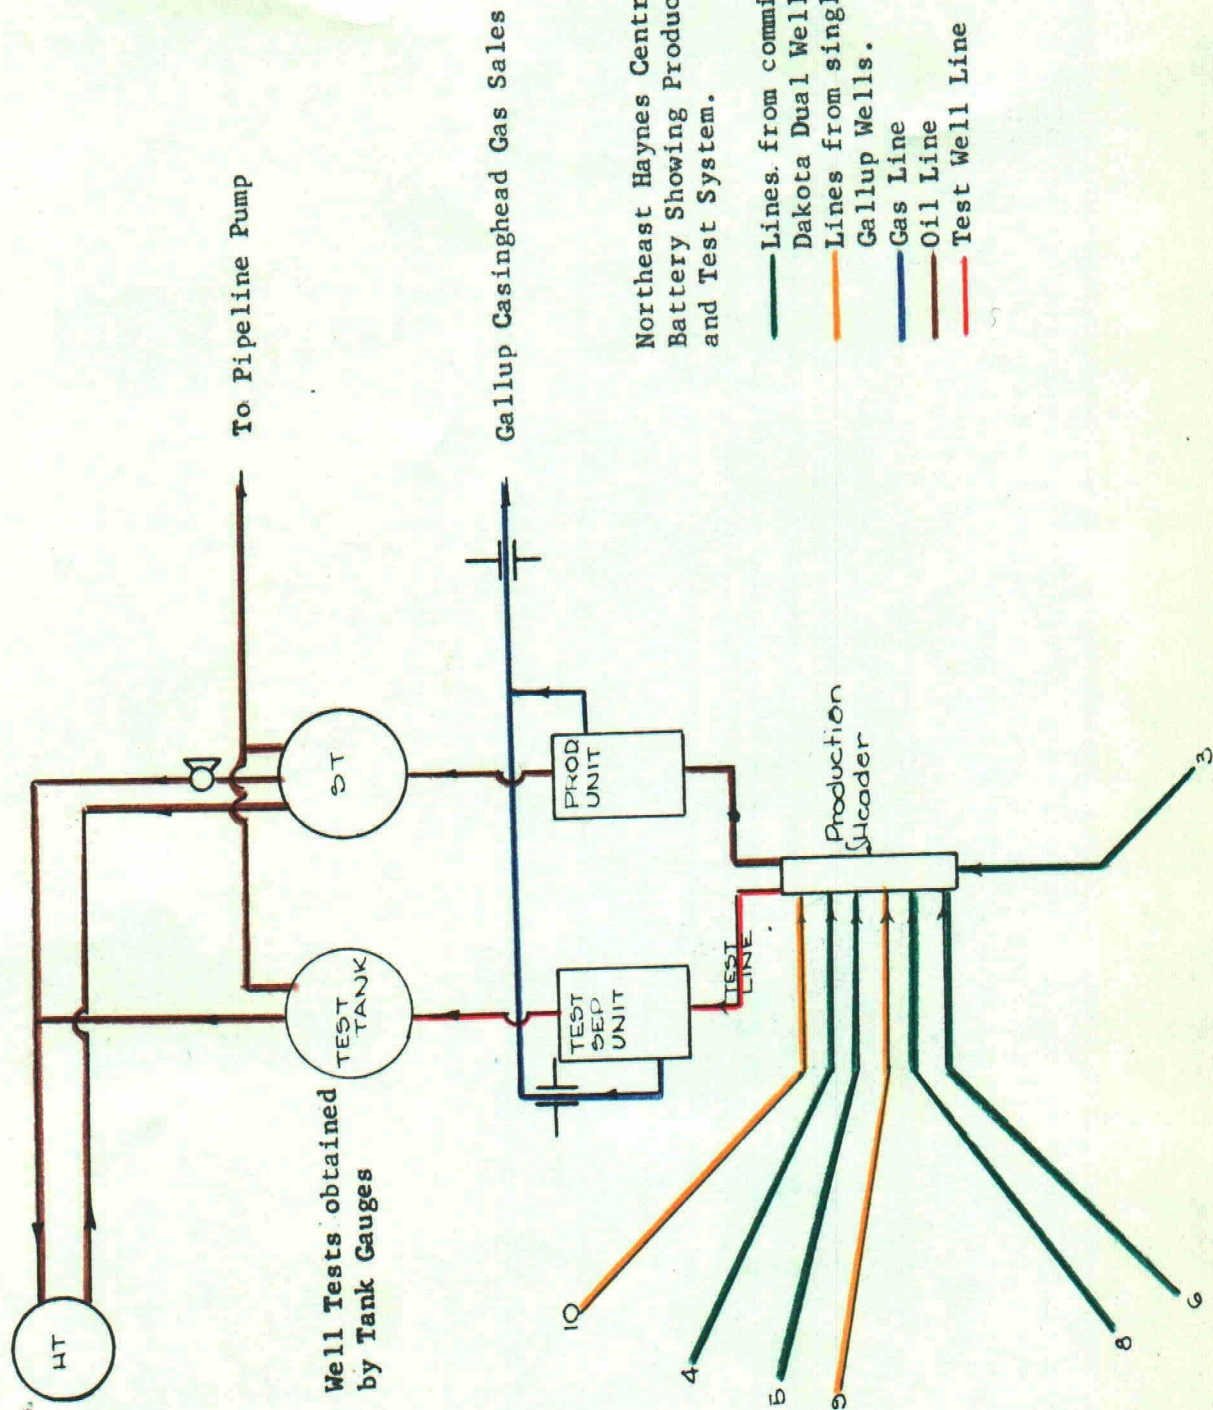 HT
To Pipeline Pump
ST
TEST
TANK
Well Tests obtained
by Tank Gauges
Gallup Casinghead Gas Sales
PROD
UNIT
TEST
SEP
UNIT
TEST
LINE
Production
Header
10
4
5
9
8
6
3
Northeast Haynes Centr
Battery Showing Produc
and Test System.
Lines from commi
Dakota Dual Well
Lines from singl
Gallup Wells.
Gas Line
Oil Line
Test Well Line